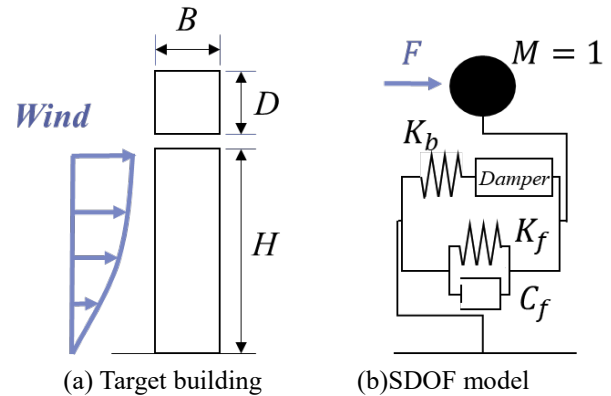 B
D
Wind
H
(a) Target building
F
M = 1
K_b
Damper
K_f
C_f
(b)SDOF model